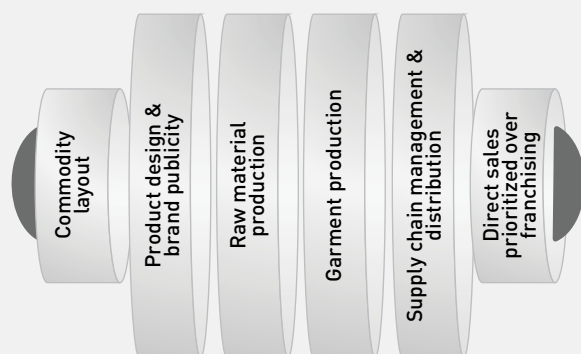 Commodity
layout
Product design &
brand publicity
Raw material
production
Garment production
Supply chain management &
distribution
Direct sales
prioritized over
franchising